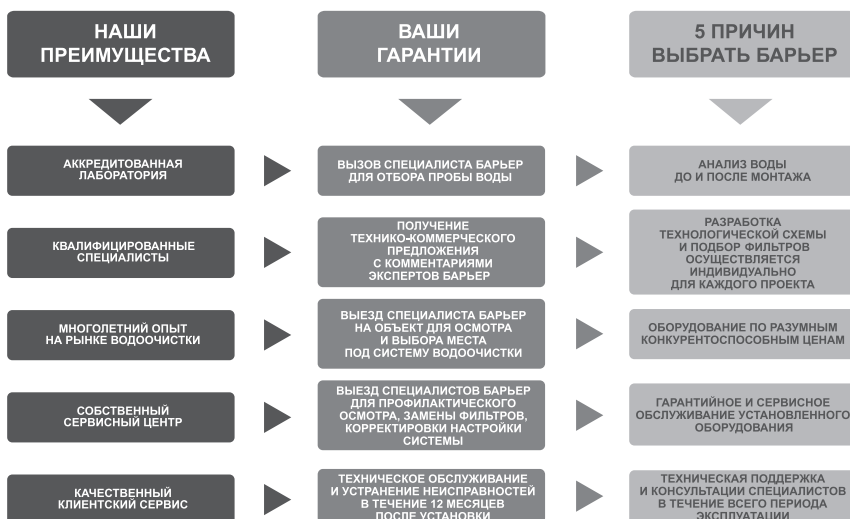 НАШИ
ПРЕИМУЩЕСТВА
ВАШИ
ГАРАНТИИ
5 ПРИЧИН
ВЫБРАТЬ БАРЬЕР
АККРЕДИТОВАННАЯ
ЛАБОРАТОРИЯ
ВЫЗОВ СПЕЦИАЛИСТА БАРЬЕР
ДЛЯ ОТБОРА ПРОБЫ ВОДЫ
АНАЛИЗ ВОДЫ
ДО И ПОСЛЕ МОНТАЖА
КВАЛИФИЦИРОВАННЫЕ
СПЕЦИАЛИСТЫ
ПОЛУЧЕНИЕ
ТЕХНИКО-КОММЕРЧЕСКОГО
ПРЕДЛОЖЕНИЯ
С КОММЕНТАРИЯМИ
ЭКСПЕРТОВ БАРЬЕР
РАЗРАБОТКА
ТЕХНОЛОГИЧЕСКОЙ СХЕМЫ
И ПОДБОР ФИЛЬТРОВ
ОСУЩЕСТВЛЯЕТСЯ
ИНДИВИДУАЛЬНО
ДЛЯ КАЖДОГО ПРОЕКТА
МНОГОЛЕТНИЙ ОПЫТ
НА РЫНКЕ ВОДООЧИСТКИ
ВЫЕЗД СПЕЦИАЛИСТА БАРЬЕР
НА ОБЪЕКТ ДЛЯ ОСМОТРА
И ВЫБОРА МЕСТА
ПОД СИСТЕМУ ВОДООЧИСТКИ
ОБОРУДОВАНИЕ ПО РАЗУМНЫМ
КОНКУРЕНТОСПОСОБНЫМ ЦЕНАМ
СОБСТВЕННЫЙ
СЕРВИСНЫЙ ЦЕНТР
ВЫЕЗД СПЕЦИАЛИСТОВ БАРЬЕР
ДЛЯ ПРОФИЛАКТИЧЕСКОГО
ОСМОТРА, ЗАМЕНЫ ФИЛЬТРОВ,
КОРРЕКТИРОВКИ НАСТРОЙКИ
СИСТЕМЫ
ГАРАНТИЙНОЕ И СЕРВИСНОЕ
ОБСЛУЖИВАНИЕ УСТАНОВЛЕННОГО
ОБОРУДОВАНИЯ
КАЧЕСТВЕННЫЙ
КЛИЕНТСКИЙ СЕРВИС
ТЕХНИЧЕСКОЕ ОБСЛУЖИВАНИЕ
И УСТРАНЕНИЕ НЕИСПРАВНОСТЕЙ
В ТЕЧЕНИЕ 12 МЕСЯЦЕВ
ПОСЛЕ УСТАНОВКИ
ТЕХНИЧЕСКАЯ ПОДДЕРЖКА
И КОНСУЛЬТАЦИИ СПЕЦИАЛИСТОВ
В ТЕЧЕНИЕ ВСЕГО ПЕРИОДА
ЭКСПЛУАТАЦИИ